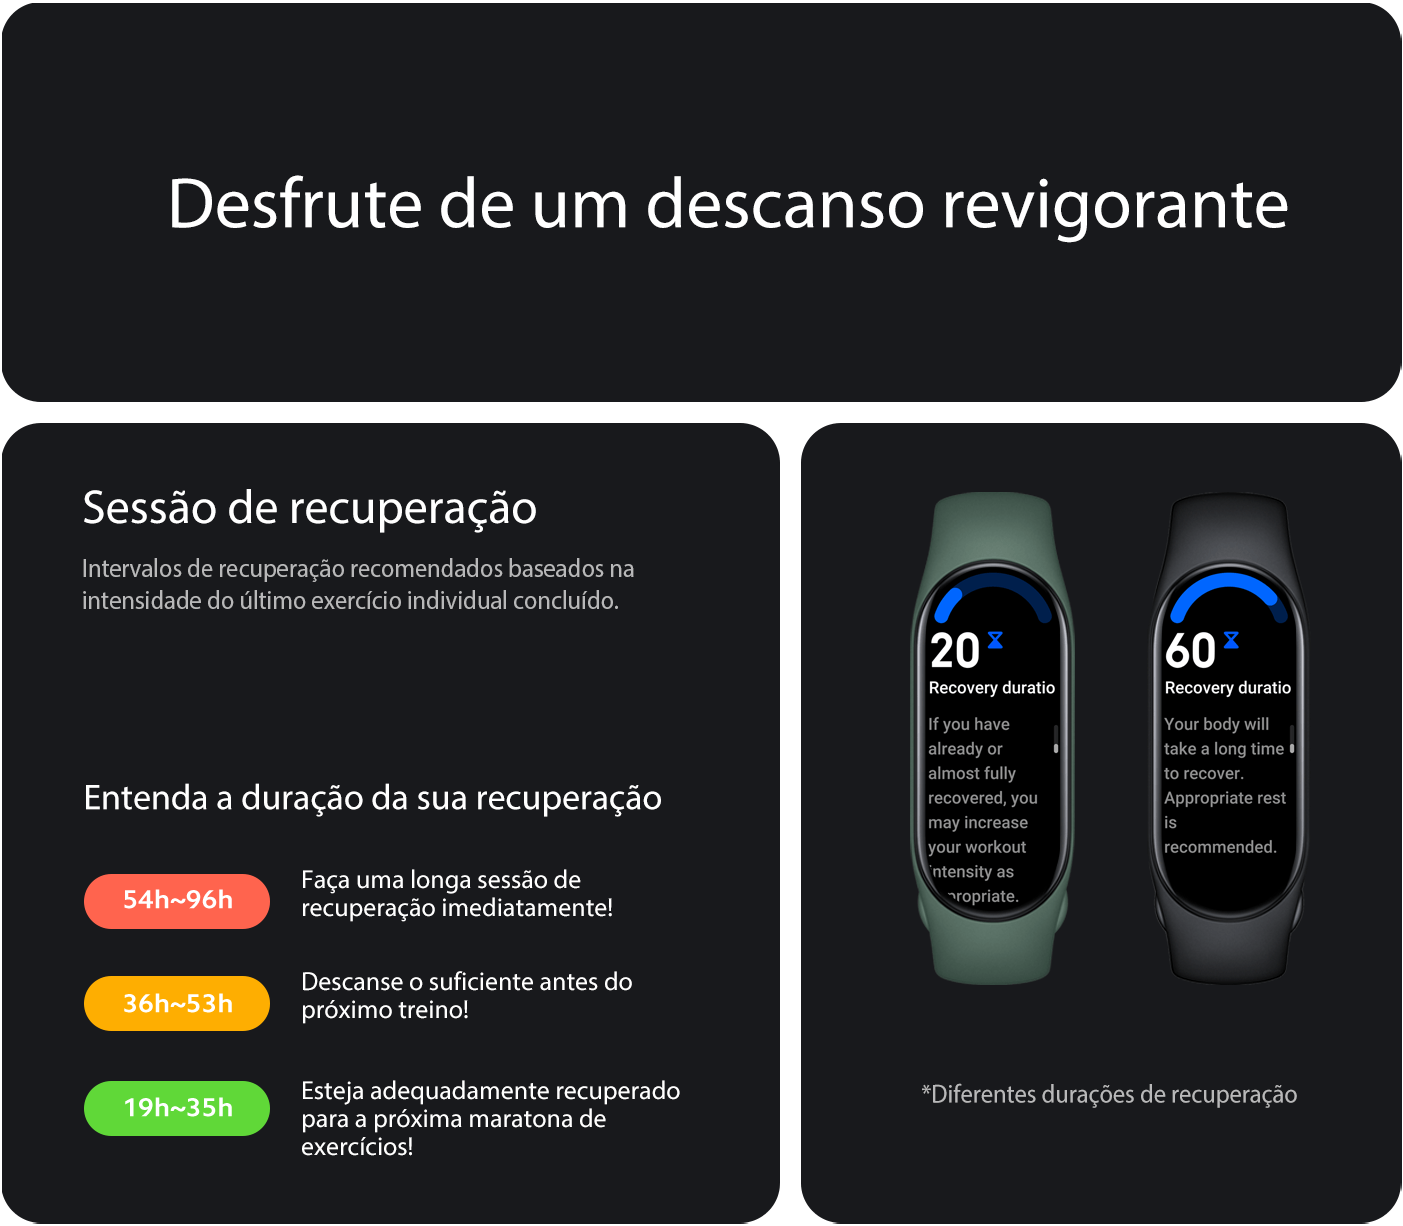 Desfrute de um descanso revigorante
Sessão de recuperação
Intervalos de recuperação recomendados baseados na
intensidade do último exercício individual concluído.
Entenda a duração da sua recuperação
54h~96h
Faça uma longa sessão de
recuperação imediatamente!
36h~53h
Descanse o suficiente antes do
próximo treino!
19h~35h
Esteja adequadamente recuperado
para a próxima maratona de
exercícios!
20
Recovery duratio
If you have
already or
almost fully
recovered, you
may increase
your workout
intensity as
propriate.
60
Recovery duratio
Your body will
take a long time
to recover.
Appropriate rest
is
recommended.
*Diferentes durações de recuperação